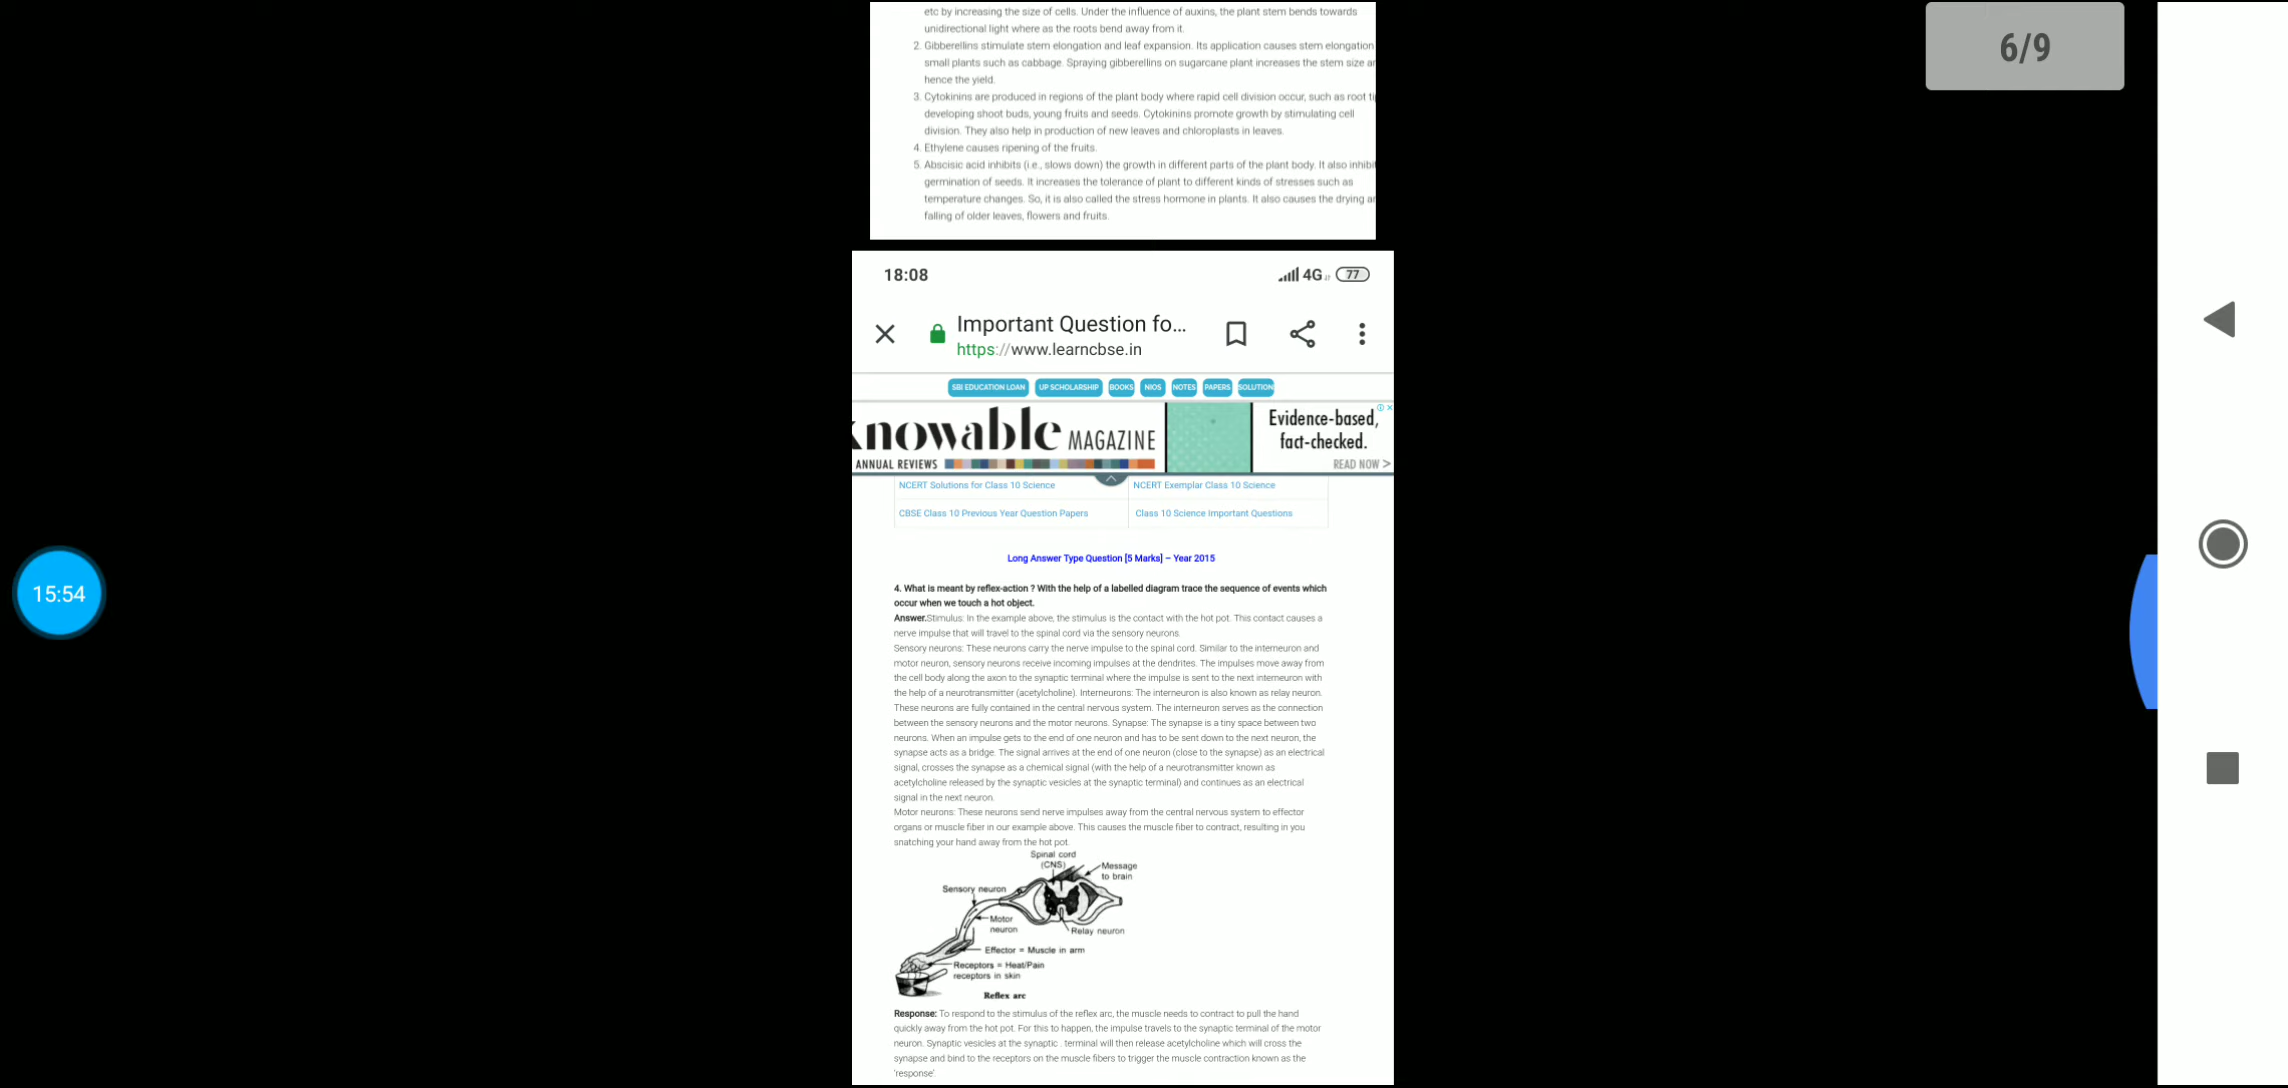 etc by increasing the size of cells. Under the influence of auxins, the plant stem bends towards
unidirectional light where as the roots bend away from it.
2. Gibberellins stimulate stem elongation and leaf expansion. Its application causes stem elongation
small plants such as cabbage. Spraying gibberellins on sugarcane plant increases the stem size
hence the yield.
3. Cytokinins are produced in regions of the plant body where rapid cell division occur, such as root
developing shoot buds, young fruits and seeds. Cytokinins promote growth by stimulating cell
division. They also help in production of new leaves and chloroplasts in leaves.
4. Ethylene causes ripening of the fruits.
5. Abscisic acid inhibits (i.e., slows down) the growth in different parts of the plant body. It also
germination of seeds. It increases the tolerance of plant to different kinds of stresses such as
temperature changes. So, it is also called the stress hormone in plants. It also causes the drying
falling of older leaves, flowers and fruits.
6/9
18:08
4G 77
Important Question fo...
https://www.learncbse.in
SBI EDUCATION LOAN UP SCHOLARSHIP BOOKS NIOS NOTES PAPERS SOLUTION
nowable MAGAZINE
ANNUAL REVIEWS
Evidence-based,
fact-checked.
READ NOW >
NCERT Solutions for Class 10 Science NCERT Exemplar Class 10 Science
CBSE Class 10 Previous Year Question Papers Class 10 Science Important Questions
15:54
Long Answer Type Question [5 Marks] – Year 2015
4. What is meant by reflex-action ? With the help of a labelled diagram trace the sequence of events which
occur when we touch a hot object.
Answer.Stimulus: In the example above, the stimulus is the contact with the hot pot. This contact causes a
nerve impulse that will travel to the spinal cord via the sensory neurons.
Sensory neurons: These neurons carry the nerve impulse to the spinal cord. Similar to the interneuron and
motor neuron, sensory neurons receive incoming impulses at the dendrites. The impulses move away from
the cell body along the axon to the synaptic terminal where the impulse is sent to the next interneuron with
the help of a neurotransmitter (acetylcholine). Interneurons: The interneuron is also known as relay neuron.
These neurons are fully contained in the central nervous system. The interneuron serves as the connection
between the sensory neurons and the motor neurons. Synapse: The synapse is a tiny space between two
neurons. When an impulse gets to the end of one neuron and has to be sent down to the next neuron, the
synapse acts as a bridge. The signal arrives at the end of one neuron (close to the synapse) as an electrical
signal, crosses the synapse as a chemical signal (with the help of a neurotransmitter known as
acetylcholine released by the synaptic vesicles at the synaptic terminal) and continues as an electrical
signal in the next neuron.
Motor neurons: These neurons send nerve impulses away from the central nervous system to effector
organs or muscle fiber in our example above. This causes the muscle fiber to contract, resulting in you
snatching your hand away from the hot pot.
Spinal cord
(CNS)
Message
to brain
Sensory neuron
Motor
neuron
Relay neuron
Effector = Muscle in arm
Receptors = Heat/Pain
receptors in skin
Reflex arc
Response: To respond to the stimulus of the reflex arc, the muscle needs to contract to pull the hand
quickly away from the hot pot. For this to happen, the impulse travels to the synaptic terminal of the motor
neuron. Synaptic vesicles at the synaptic . terminal will then release acetylcholine which will cross the
synapse and bind to the receptors on the muscle fibers to trigger the muscle contraction known as the
'response'.